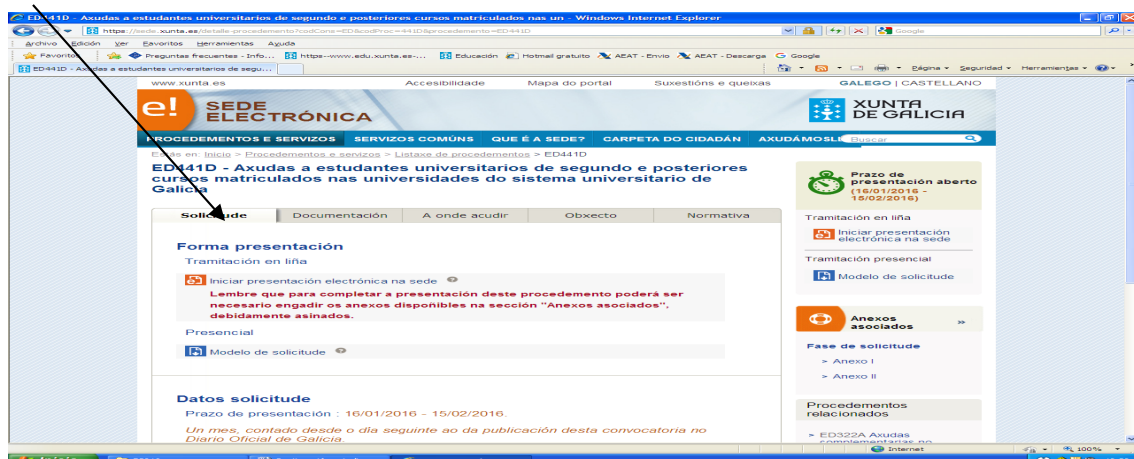 ED441D - Axudas a estudantes universitarios de segundo e posteriores cursos matriculados nas un - Windows Internet Explorer
https://sede.xunta.es/detalle-procedemento?codCons=ED&codProc=441D&procedemento=ED441D
Google
Archivo Edición Ver Favoritos Herramientas Ayuda
Favoritos Preguntas frecuentes - Info... https--www.edu.xunta.es-... Educación Hotmail gratuito AEAT - Envío AEAT - Descarga Google
ED441D - Axudas a estudantes universitarios de segu...
Página Seguridad Herramientas
www.xunta.es Accesibilidade Mapa do portal Suxestións e queixas GALEGO | CASTELLANO
e! SEDE ELECTRÓNICA
XUNTA DE GALICIA
PROCEDEMENTOS E SERVIZOS SERVIZOS COMÚNS QUE É A SEDE? CARPETA DO CIDADÁN AXUDÁMOSL Buscar
Estás en: Inicio > Procedementos e servizos > Listaxe de procedementos > ED441D
ED441D - Axudas a estudantes universitarios de segundo e posteriores
cursos matriculados nas universidades do sistema universitario de
Galicia
Solicitude Documentación A onde acudir Obxecto Normativa
Forma presentación
Tramitación en liña
Iniciar presentación electrónica na sede
Lembre que para completar a presentación deste procedemento poderá ser
necesario engadir os anexos dispoñibles na sección "Anexos asociados",
debidamente asinados.
Presencial
Modelo de solicitude
Datos solicitude
Prazo de presentación : 16/01/2016 - 15/02/2016.
Un mes, contado desde o día seguinte ao da publicación desta convocatoria no
Diario Oficial de Galicia.
Prazo de
presentación aberto
(16/01/2016 -
15/02/2016)
Tramitación en liña
Iniciar presentación
electrónica na sede
Tramitación presencial
Modelo de solicitude
Anexos
asociados »
Fase de solicitude
> Anexo I
> Anexo II
Procedementos
relacionados
> ED322A Axudas
complementarias no
Internet 100%